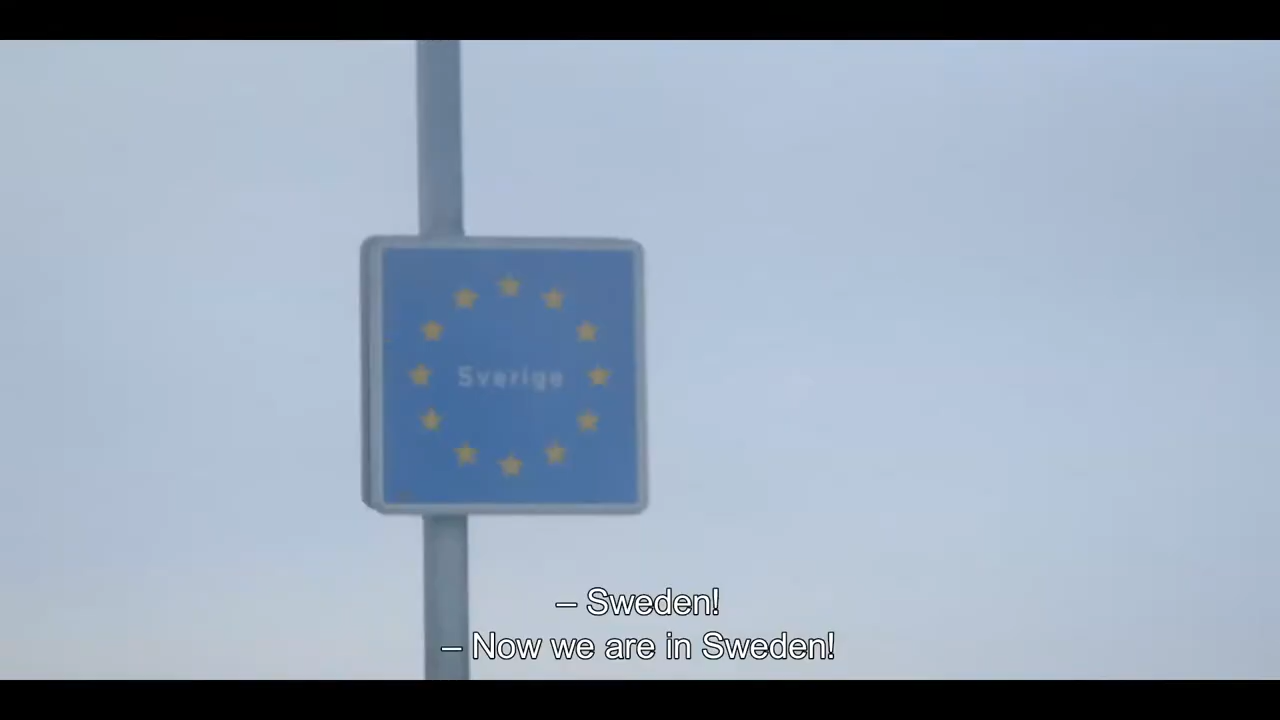 Sverige
– Sweden!
– Now we are in Sweden!